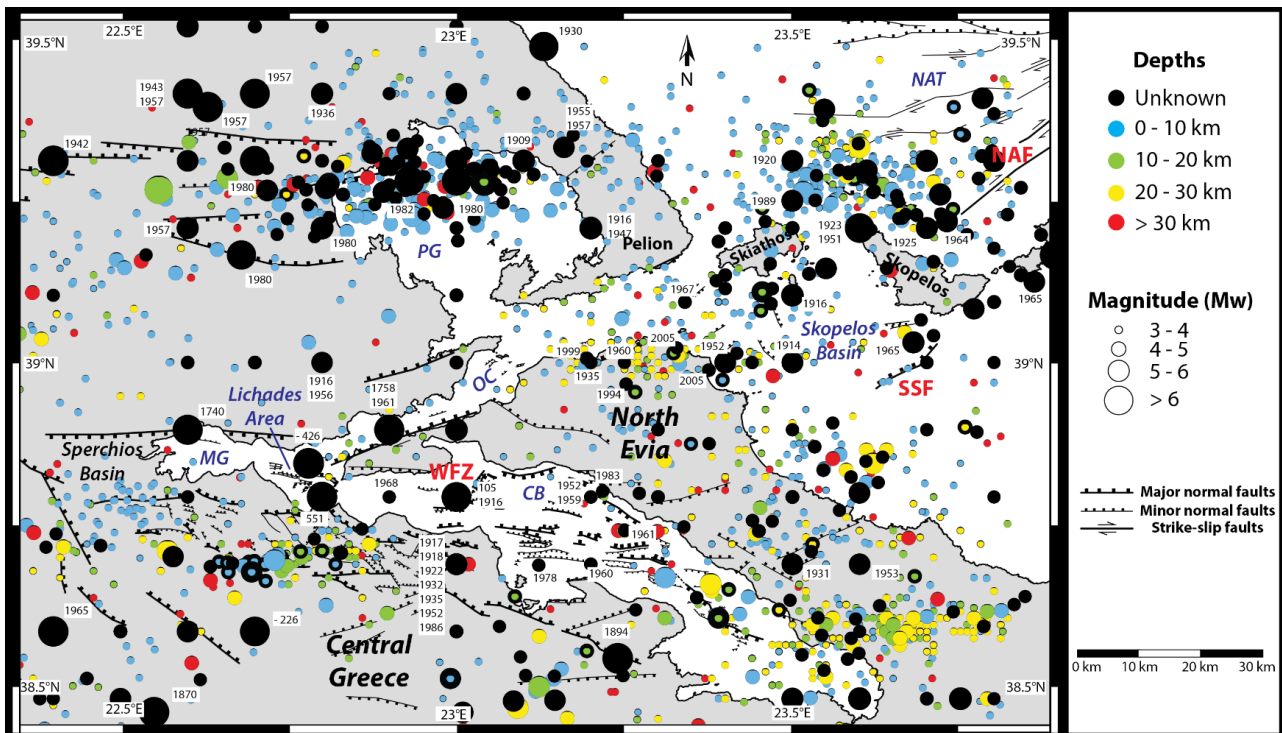 22.5°E
23°E
23.5°E
39.5°N
39.5°N
1930
N
NAT
1943
1957
1957
1957
1936
1957
1955
1957
1942
1909
1920
NAF
1980
1989
1982
1980
1957
1980
1916
1947
Pelion
1923
1951
1925
1964
PG
Skiathos
Skopelos
1980
1967
1916
1965
Skopelos
Basin
2005
1952
1914
1965
1999
1960
39°N
39°N
1935
2005
SSF
1916
1956
1758
1961
OC
1994
Lichades
Area
North
Evia
1740
- 426
Sperchios
Basin
MG
WFZ
1968
105
1916
CB
1983
1952
1959
551
1961
1917
1918
1922
1932
1935
1952
1986
1978
1960
1931
1953
1965
- 226
Central
Greece
1894
38.5°N
38.5°N
1870
22.5°E
23°E
23.5°E
Depths
Unknown
0 - 10 km
10 - 20 km
20 - 30 km
> 30 km
Magnitude (Mw)
3 - 4
4 - 5
5 - 6
> 6
Major normal faults
Minor normal faults
Strike-slip faults
0 km
10 km
20 km
30 km